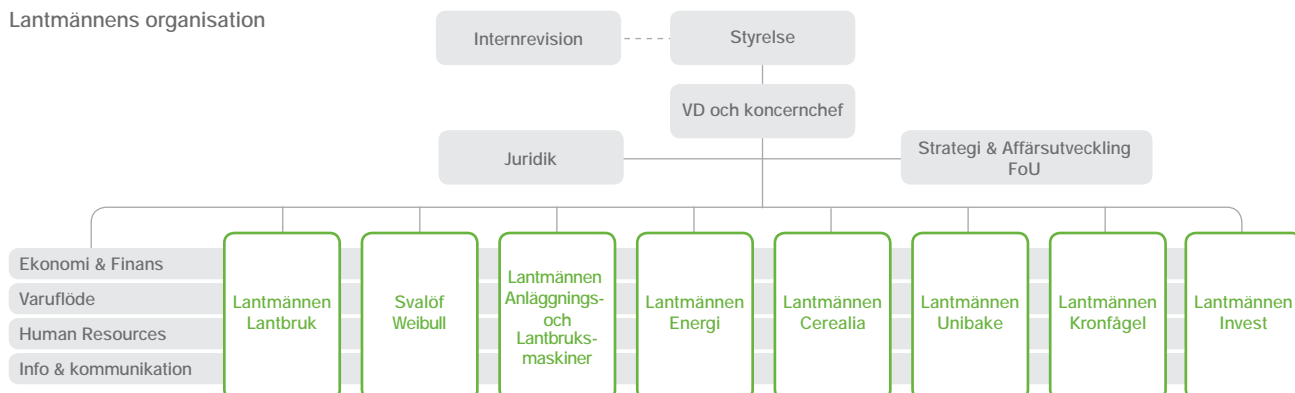 Lantmännens organisation
Internrevision
Styrelse
VD och koncernchef
Juridik
Strategi & Affärsutveckling
FoU
Ekonomi & Finans
Varuflöde
Human Resources
Info & kommunikation
Lantmännen
Lantbruk
Svalöf
Weibull
Lantmännen
Anläggnings-
och
Lantbruks-
maskiner
Lantmännen
Energi
Lantmännen
Cerealia
Lantmännen
Unibake
Lantmännen
Kronfågel
Lantmännen
Invest